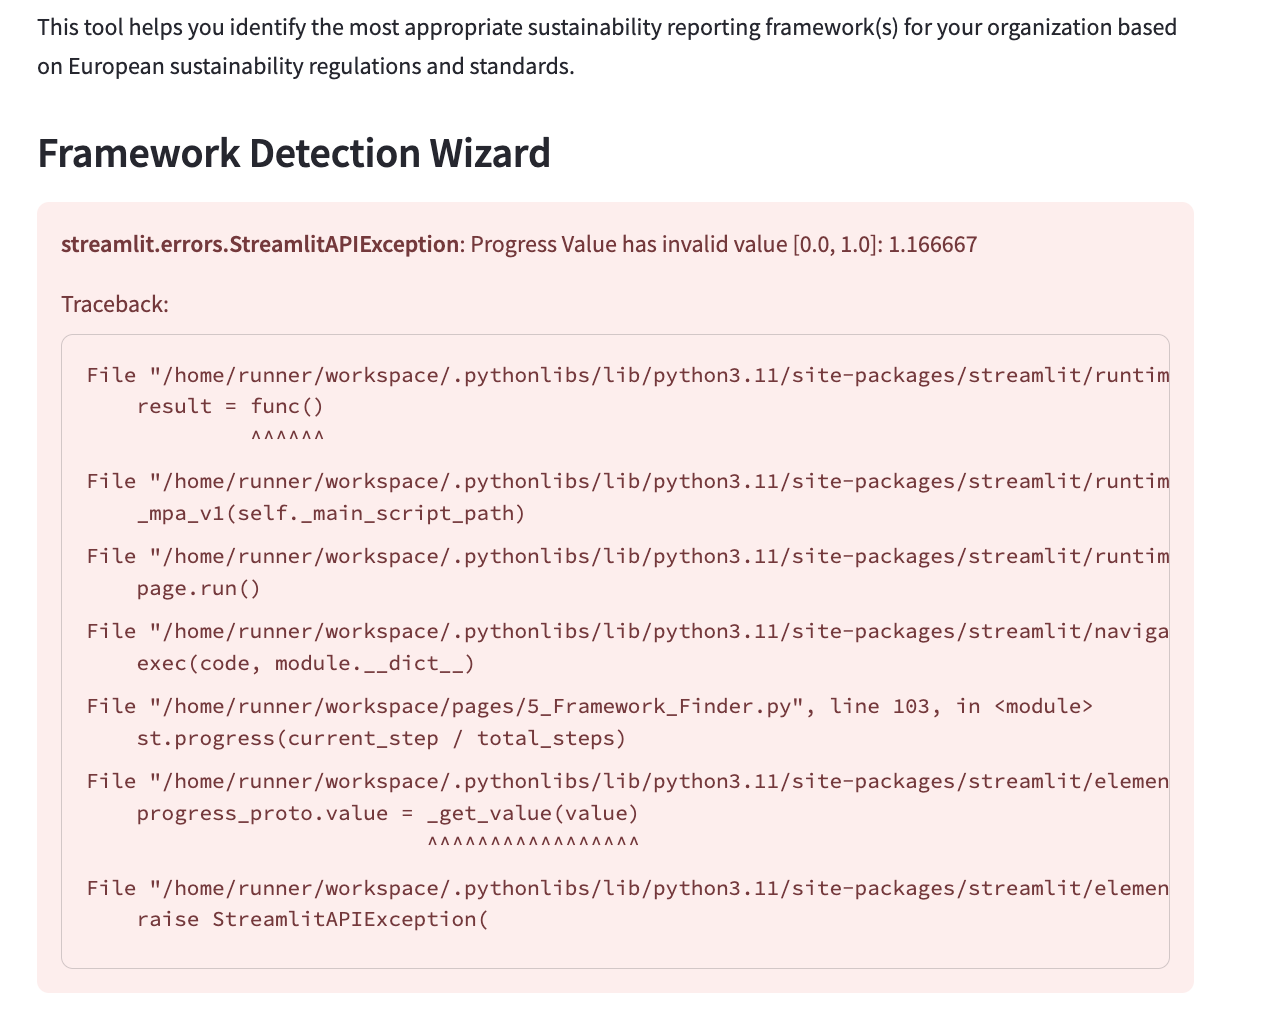 This tool helps you identify the most appropriate sustainability reporting framework(s) for your organization based
on European sustainability regulations and standards.
Framework Detection Wizard
streamlit.errors.StreamlitAPIException: Progress Value has invalid value [0.0, 1.0]: 1.166667
Traceback:
File "/home/runner/workspace/.pythonlibs/lib/python3.11/site-packages/streamlit/runtim
result = func()
^^^^^^
File "/home/runner/workspace/.pythonlibs/lib/python3.11/site-packages/streamlit/runtim
_mpa_v1(self._main_script_path)
File "/home/runner/workspace/.pythonlibs/lib/python3.11/site-packages/streamlit/runtim
page.run()
File "/home/runner/workspace/.pythonlibs/lib/python3.11/site-packages/streamlit/naviga
exec(code, module.__dict__)
File "/home/runner/workspace/pages/5_Framework_Finder.py", line 103, in <module>
st.progress(current_step / total_steps)
File "/home/runner/workspace/.pythonlibs/lib/python3.11/site-packages/streamlit/elemen
progress_proto.value = _get_value(value)
^^^^^^^^^^^^^^^^^
File "/home/runner/workspace/.pythonlibs/lib/python3.11/site-packages/streamlit/elemen
raise StreamlitAPIException(